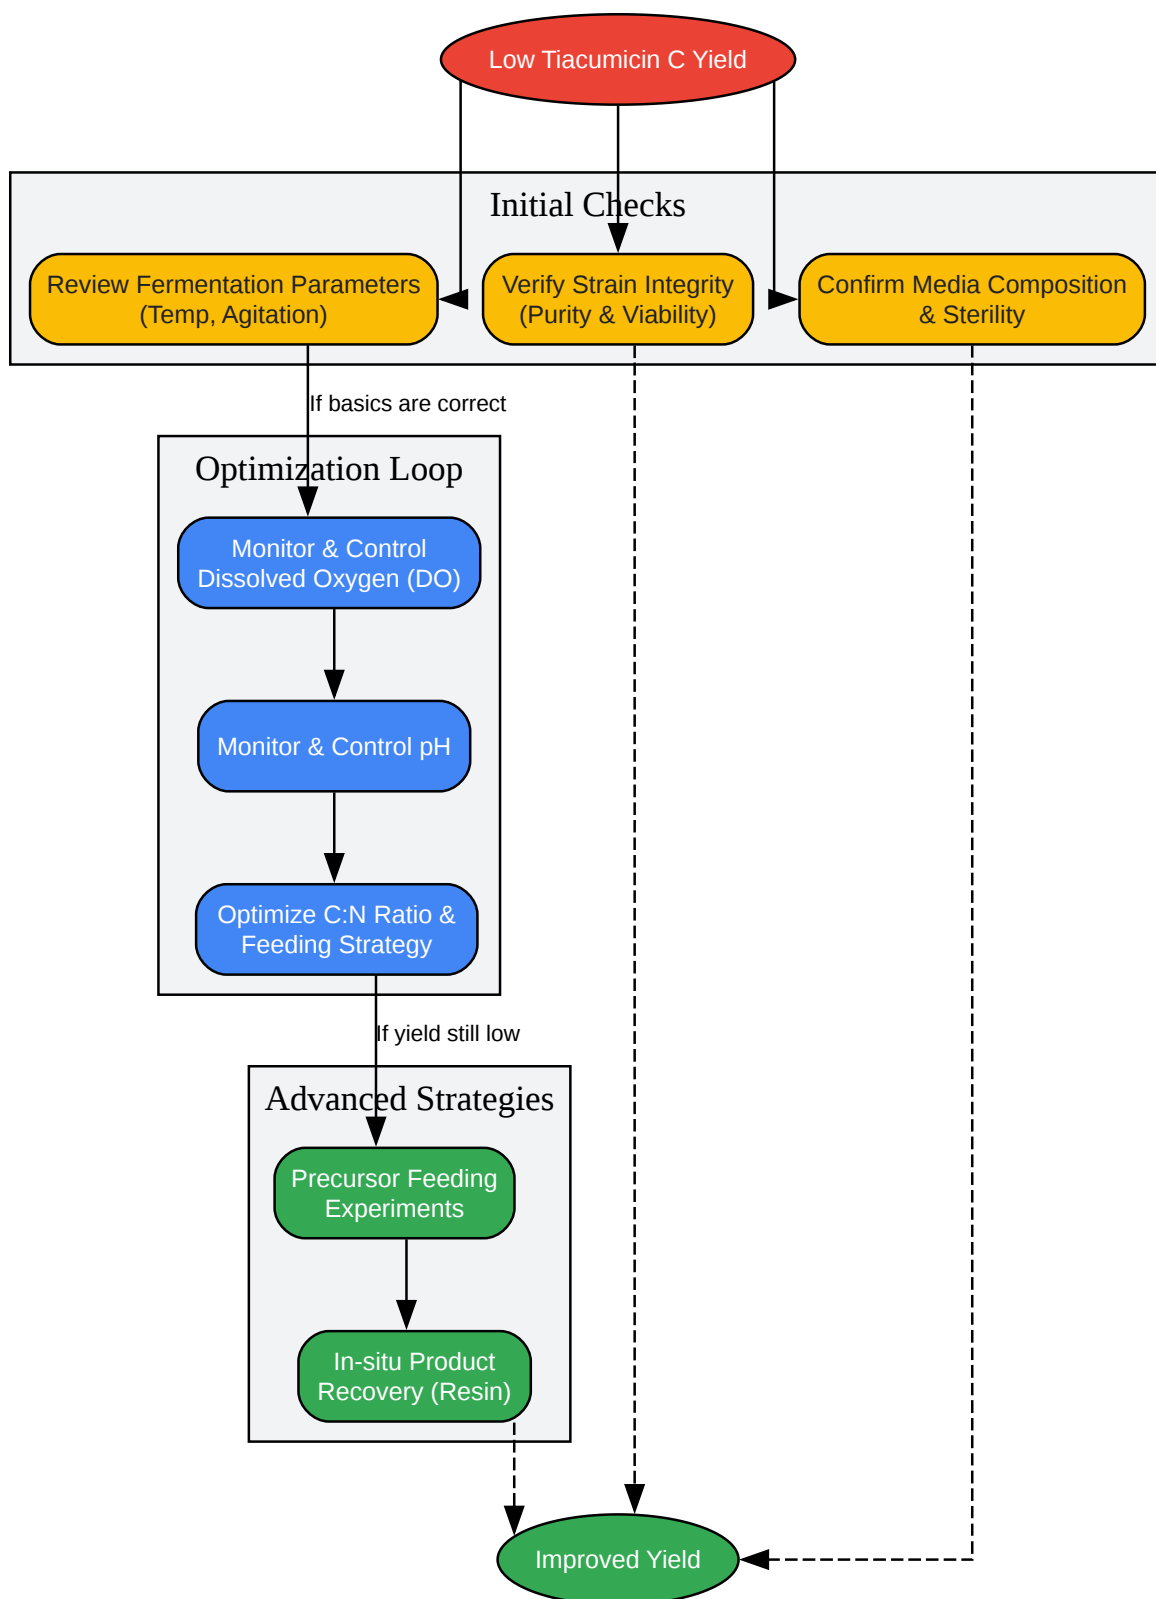 Low Tiacumicin C Yield
Initial Checks
Review Fermentation Parameters
(Temp, Agitation)
Verify Strain Integrity
(Purity & Viability)
Confirm Media Composition
& Sterility
If basics are correct
Optimization Loop
Monitor & Control
Dissolved Oxygen (DO)
Monitor & Control pH
Optimize C:N Ratio &
Feeding Strategy
If yield still low
Advanced Strategies
Precursor Feeding
Experiments
In-situ Product
Recovery (Resin)
Improved Yield